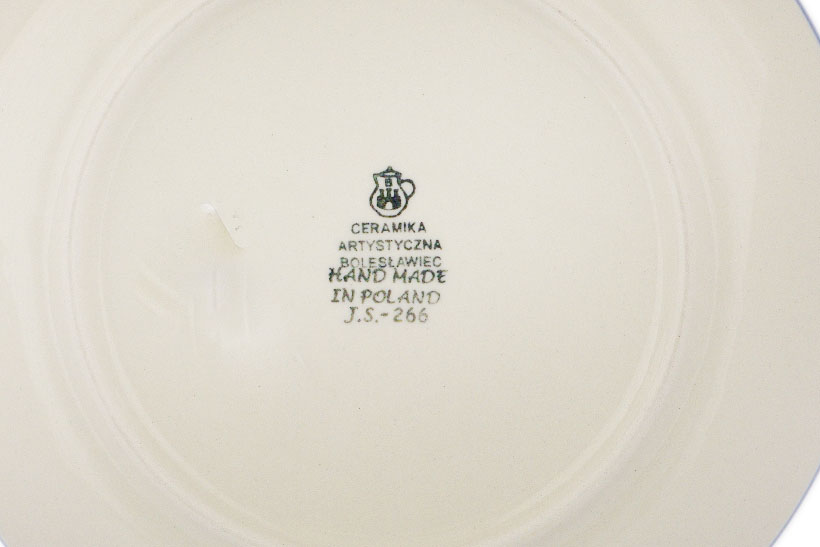 B
CERAMIKA
ARTYSTYCZNA
BOLESŁAWIEC
HAND MADE
IN POLAND
J.S.-266